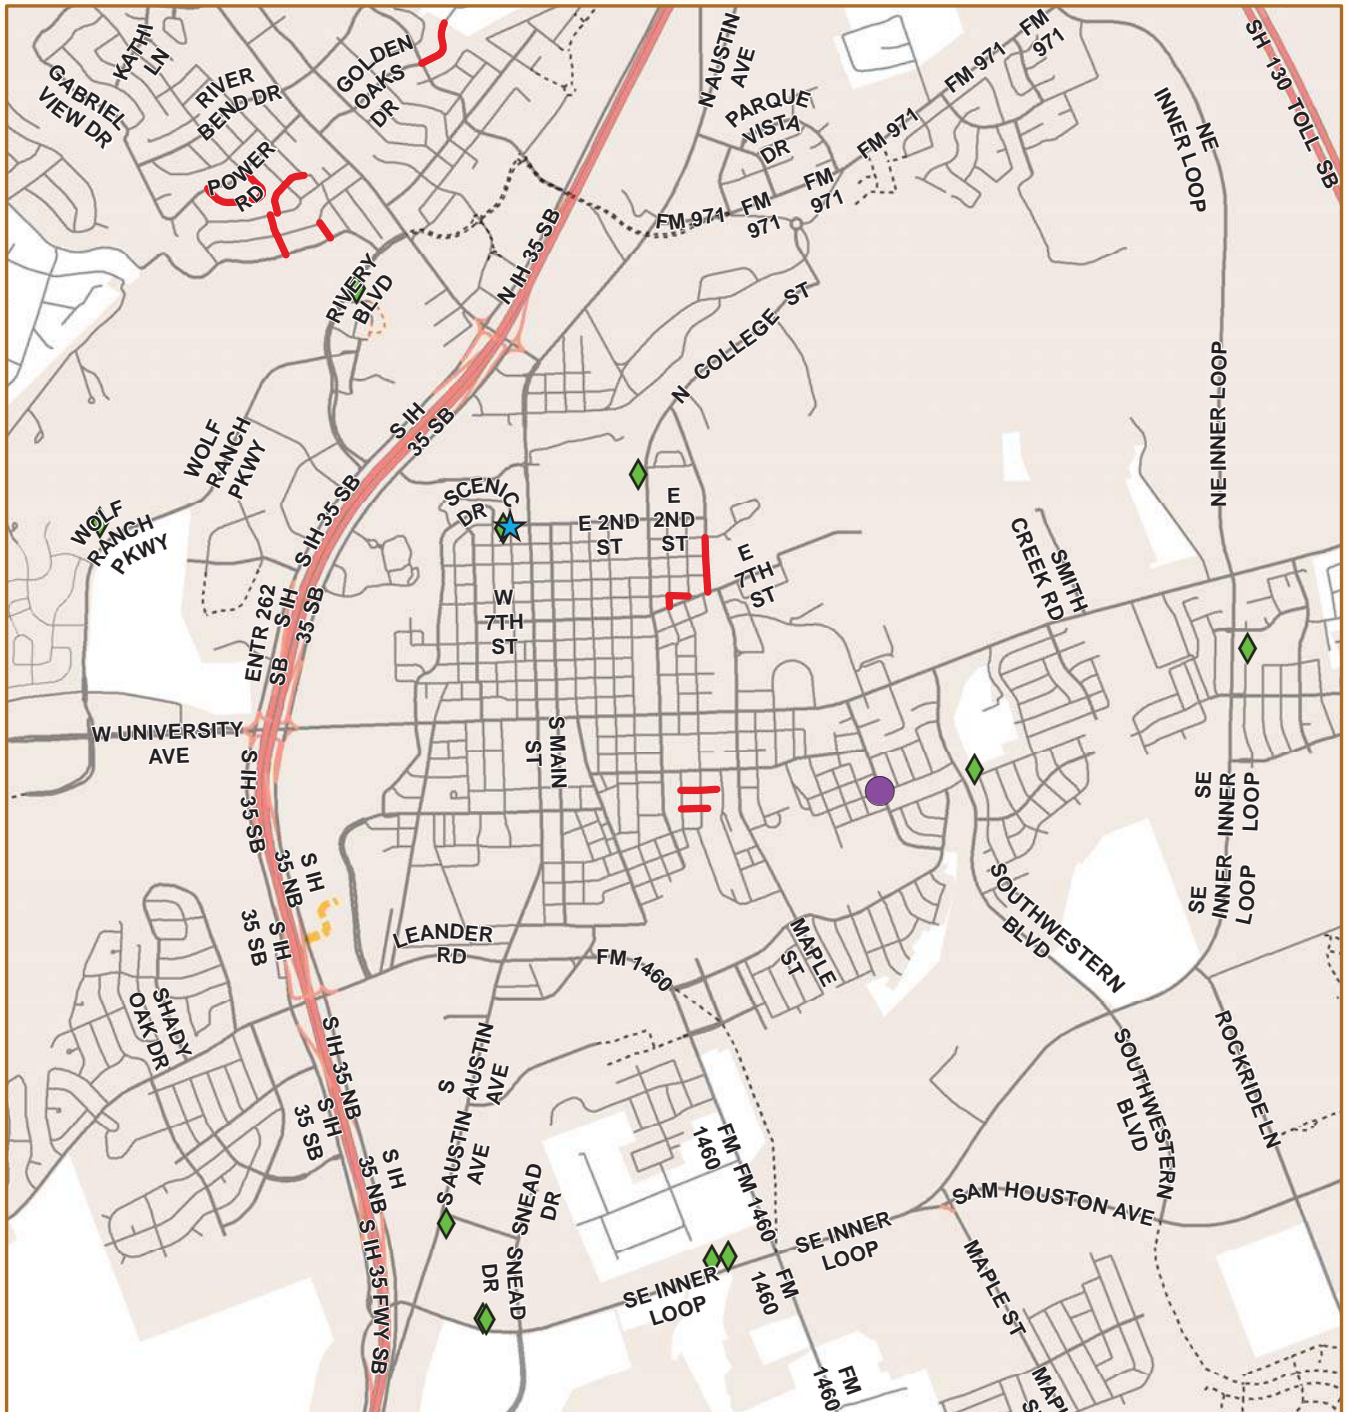 KATHI
LN
GABRIEL
VIEW DR
RIVER
BEND DR
GOLDEN
OAKS
DR
POWER
RD
N AUSTIN
AVE
PARQUE
VISTA
DR
FM 971
FM 971
FM
971
FM
971
FM
971
FM 971
NE
INNER LOOP
SH 130 TOLL SB
N IH 35 SB
RIVERY
BLVD
N COLLEGE ST
NE INNER LOOP
WOLF
RANCH
PKWY
S IH
35 SB
S IH 35 SB
SCENIC
DR
E 2ND
ST
E
2ND
ST
E
7TH
ST
WOLF
RANCH
PKWY
SMITH
CREEK RD
ENTR 262
SB
S IH
35 SB
W
7TH
ST
W UNIVERSITY
AVE
S MAIN
ST
S IH
35 SB
SE
INNER
LOOP
SE
INNER
LOOP
S IH
35 NB
S IH
35 SB
LEANDER
RD
FM 1460
MAPLE
ST
SOUTHWESTERN
BLVD
SHADY
OAK DR
S IH 35 NB
S IH
35 SB
S
AUSTIN
AVE
SOUTHWESTERN
BLVD
ROCKRIDE LN
S AUSTIN
AVE
FM
1460
FM 1460
S IH
35 NB
SNEAD
DR
SAM HOUSTON AVE
SE INNER
LOOP
S IH 35 FWY SB
SNEAD
DR
SE INNER
LOOP
FM
1460
MAPLE ST
FM
1460